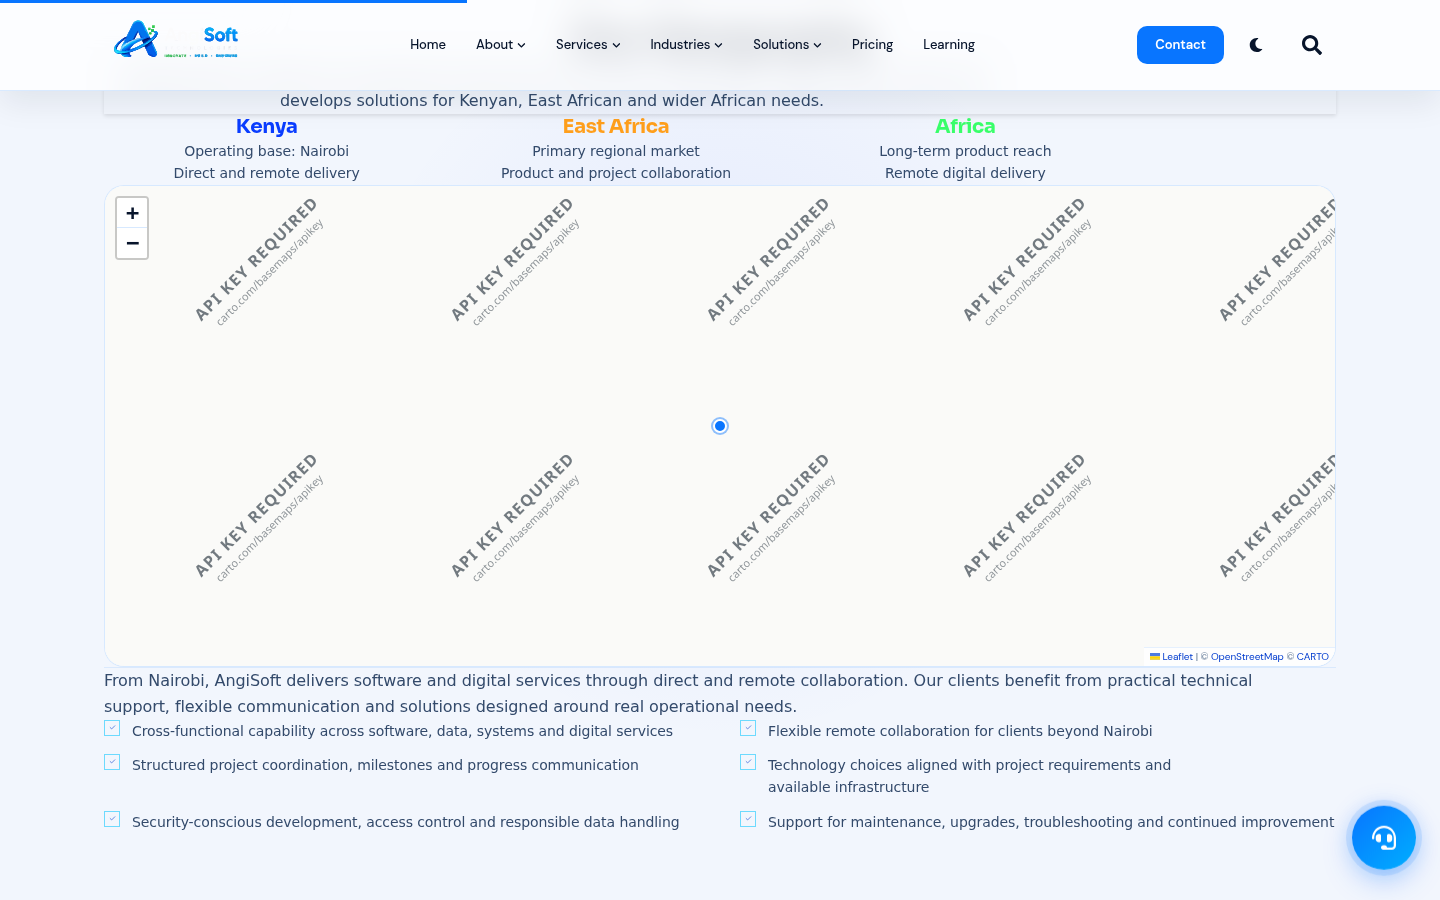 Soft
Home
About
Services
Industries
Solutions
Pricing
Learning
Contact
develops solutions for Kenyan, East African and wider African needs.
Kenya
Operating base: Nairobi
Direct and remote delivery
East Africa
Primary regional market
Product and project collaboration
Africa
Long-term product reach
Remote digital delivery
+
−
API KEY REQUIRED
carto.com/basemaps/apikey
API KEY REQUIRED
carto.com/basemaps/apikey
API KEY REQUIRED
carto.com/basemaps/apikey
API KEY REQUIRED
carto.com/basemaps/apikey
API KEY REQUIRED
carto.com/basemaps/apik
API KEY REQUIRED
carto.com/basemaps/apikey
API KEY REQUIRED
carto.com/basemaps/apikey
API KEY REQUIRED
carto.com/basemaps/apikey
API KEY REQUIRED
carto.com/basemaps/apikey
API KEY REQUIRED
carto.com/basemaps/apik
Leaflet | © OpenStreetMap © CARTO
From Nairobi, AngiSoft delivers software and digital services through direct and remote collaboration. Our clients benefit from practical technical
support, flexible communication and solutions designed around real operational needs.
Cross-functional capability across software, data, systems and digital services
Flexible remote collaboration for clients beyond Nairobi
Structured project coordination, milestones and progress communication
Technology choices aligned with project requirements and
available infrastructure
Security-conscious development, access control and responsible data handling
Support for maintenance, upgrades, troubleshooting and continued improvement